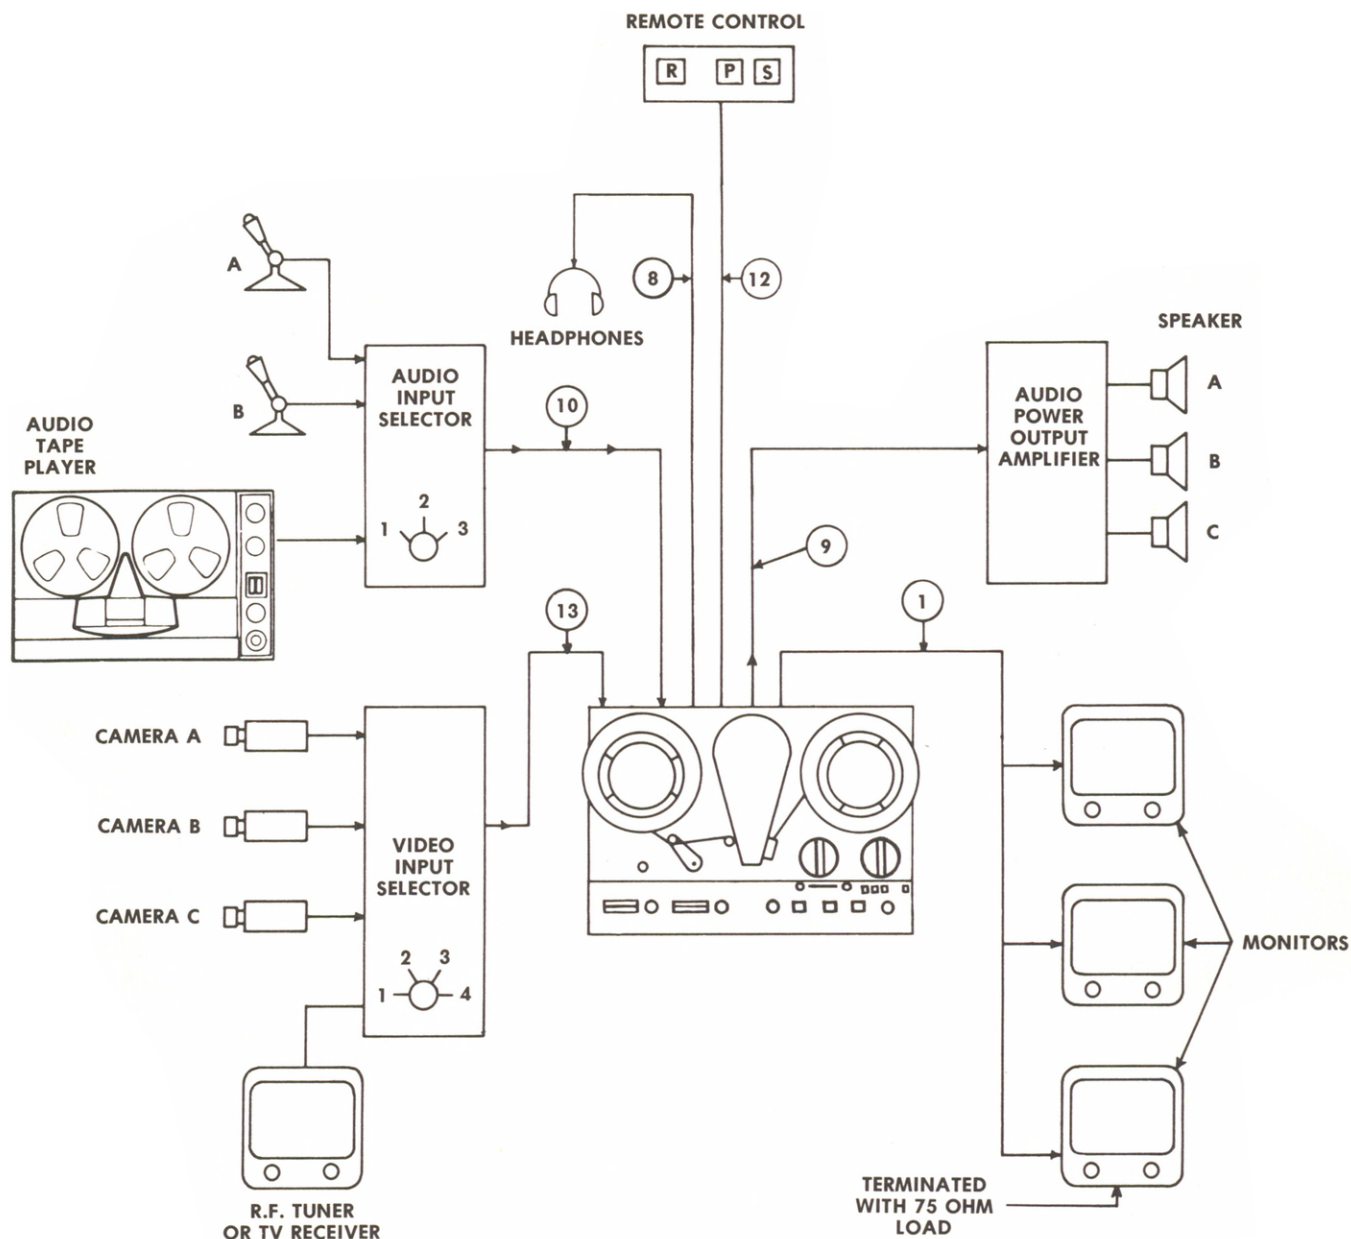 REMOTE CONTROL
R P S
A
8
12
HEADPHONES
SPEAKER
B
AUDIO
INPUT
SELECTOR
1 2 3
10
AUDIO
TAPE
PLAYER
AUDIO
POWER
OUTPUT
AMPLIFIER
A
B
C
9
13
1
CAMERA A
CAMERA B
CAMERA C
VIDEO
INPUT
SELECTOR
1 2 3 4
MONITORS
R.F. TUNER
OR TV RECEIVER
TERMINATED
WITH 75 OHM
LOAD